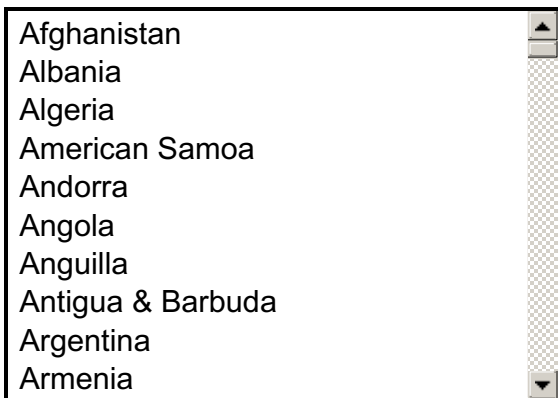 Afghanistan
Albania
Algeria
American Samoa
Andorra
Angola
Anguilla
Antigua & Barbuda
Argentina
Armenia